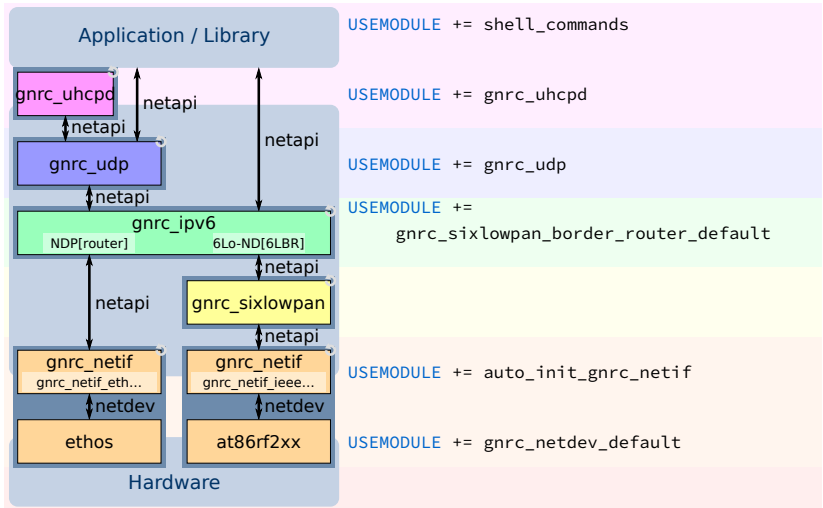 Application / Library
USEMODULE += shell_commands
gnrc_uhcpd
netapi
USEMODULE += gnrc_uhcpd
netapi
netapi
gnrc_udp
USEMODULE += gnrc_udp
netapi
USEMODULE +=
gnrc_sixlowpan_border_router_default
gnrc_ipv6
NDP[router]
6Lo-ND[6LBR]
netapi
netapi
gnrc_sixlowpan
netapi
gnrc_netif
gnrc_netif_eth...
gnrc_netif
gnrc_netif_ieee...
USEMODULE += auto_init_gnrc_netif
netdev
netdev
ethos
at86rf2xx
USEMODULE += gnrc_netdev_default
Hardware